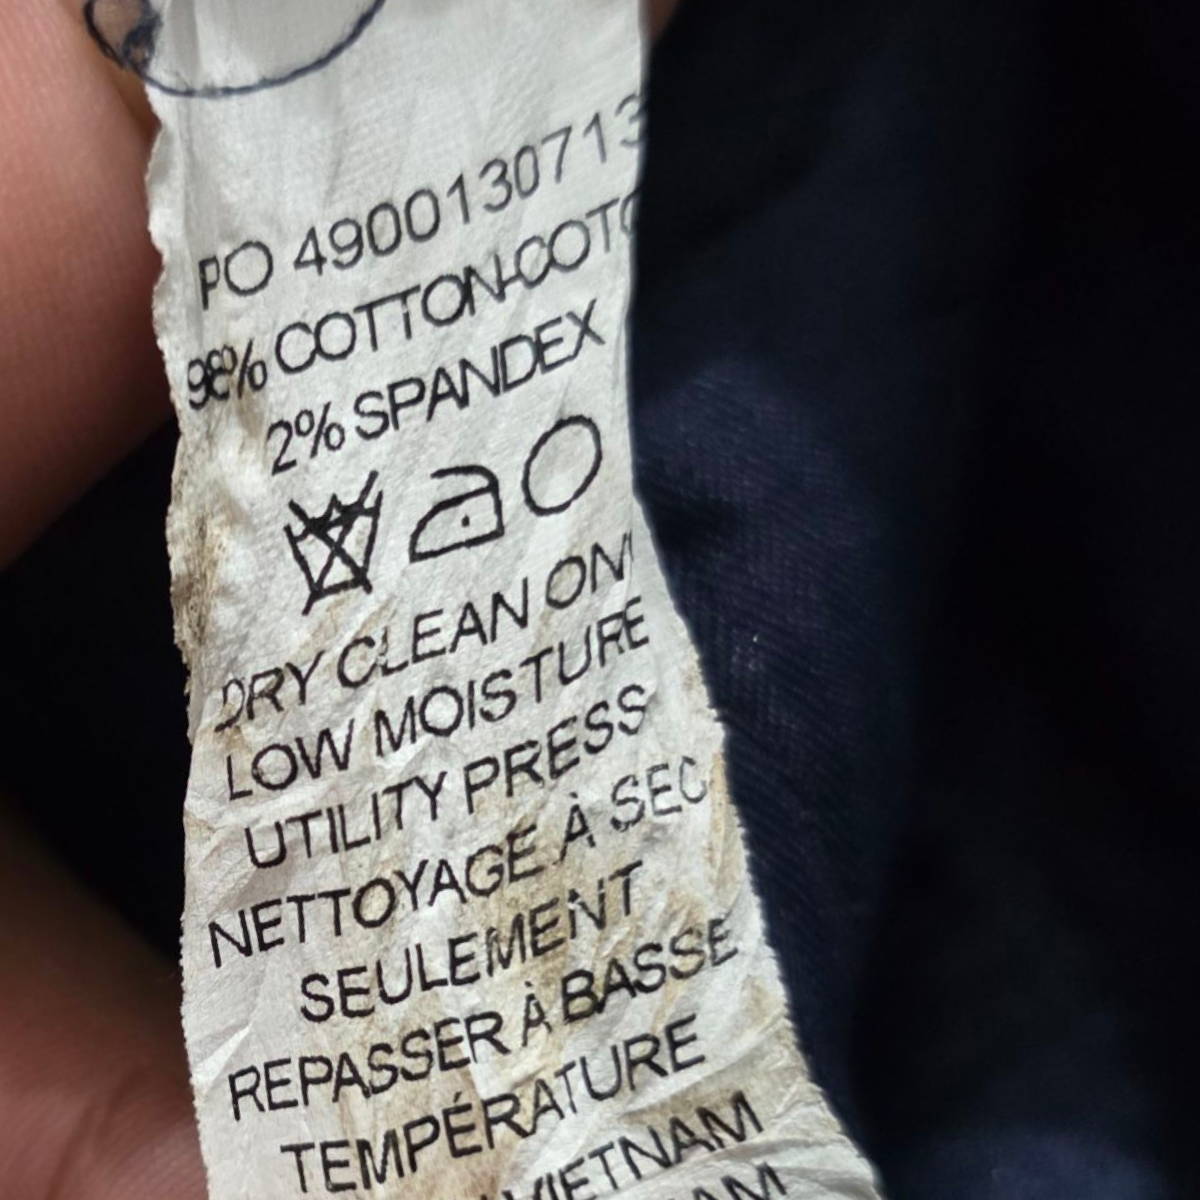 PO 4900130713
98% COTTON-COTO
2% SPANDEX
DRY CLEAN ONL
LOW MOISTURE
UTILITY PRESS
NETTOYAGE À SEC
SEULEMENT
REPASSER À BASSE
TEMPÉRATURE
VIETNAM